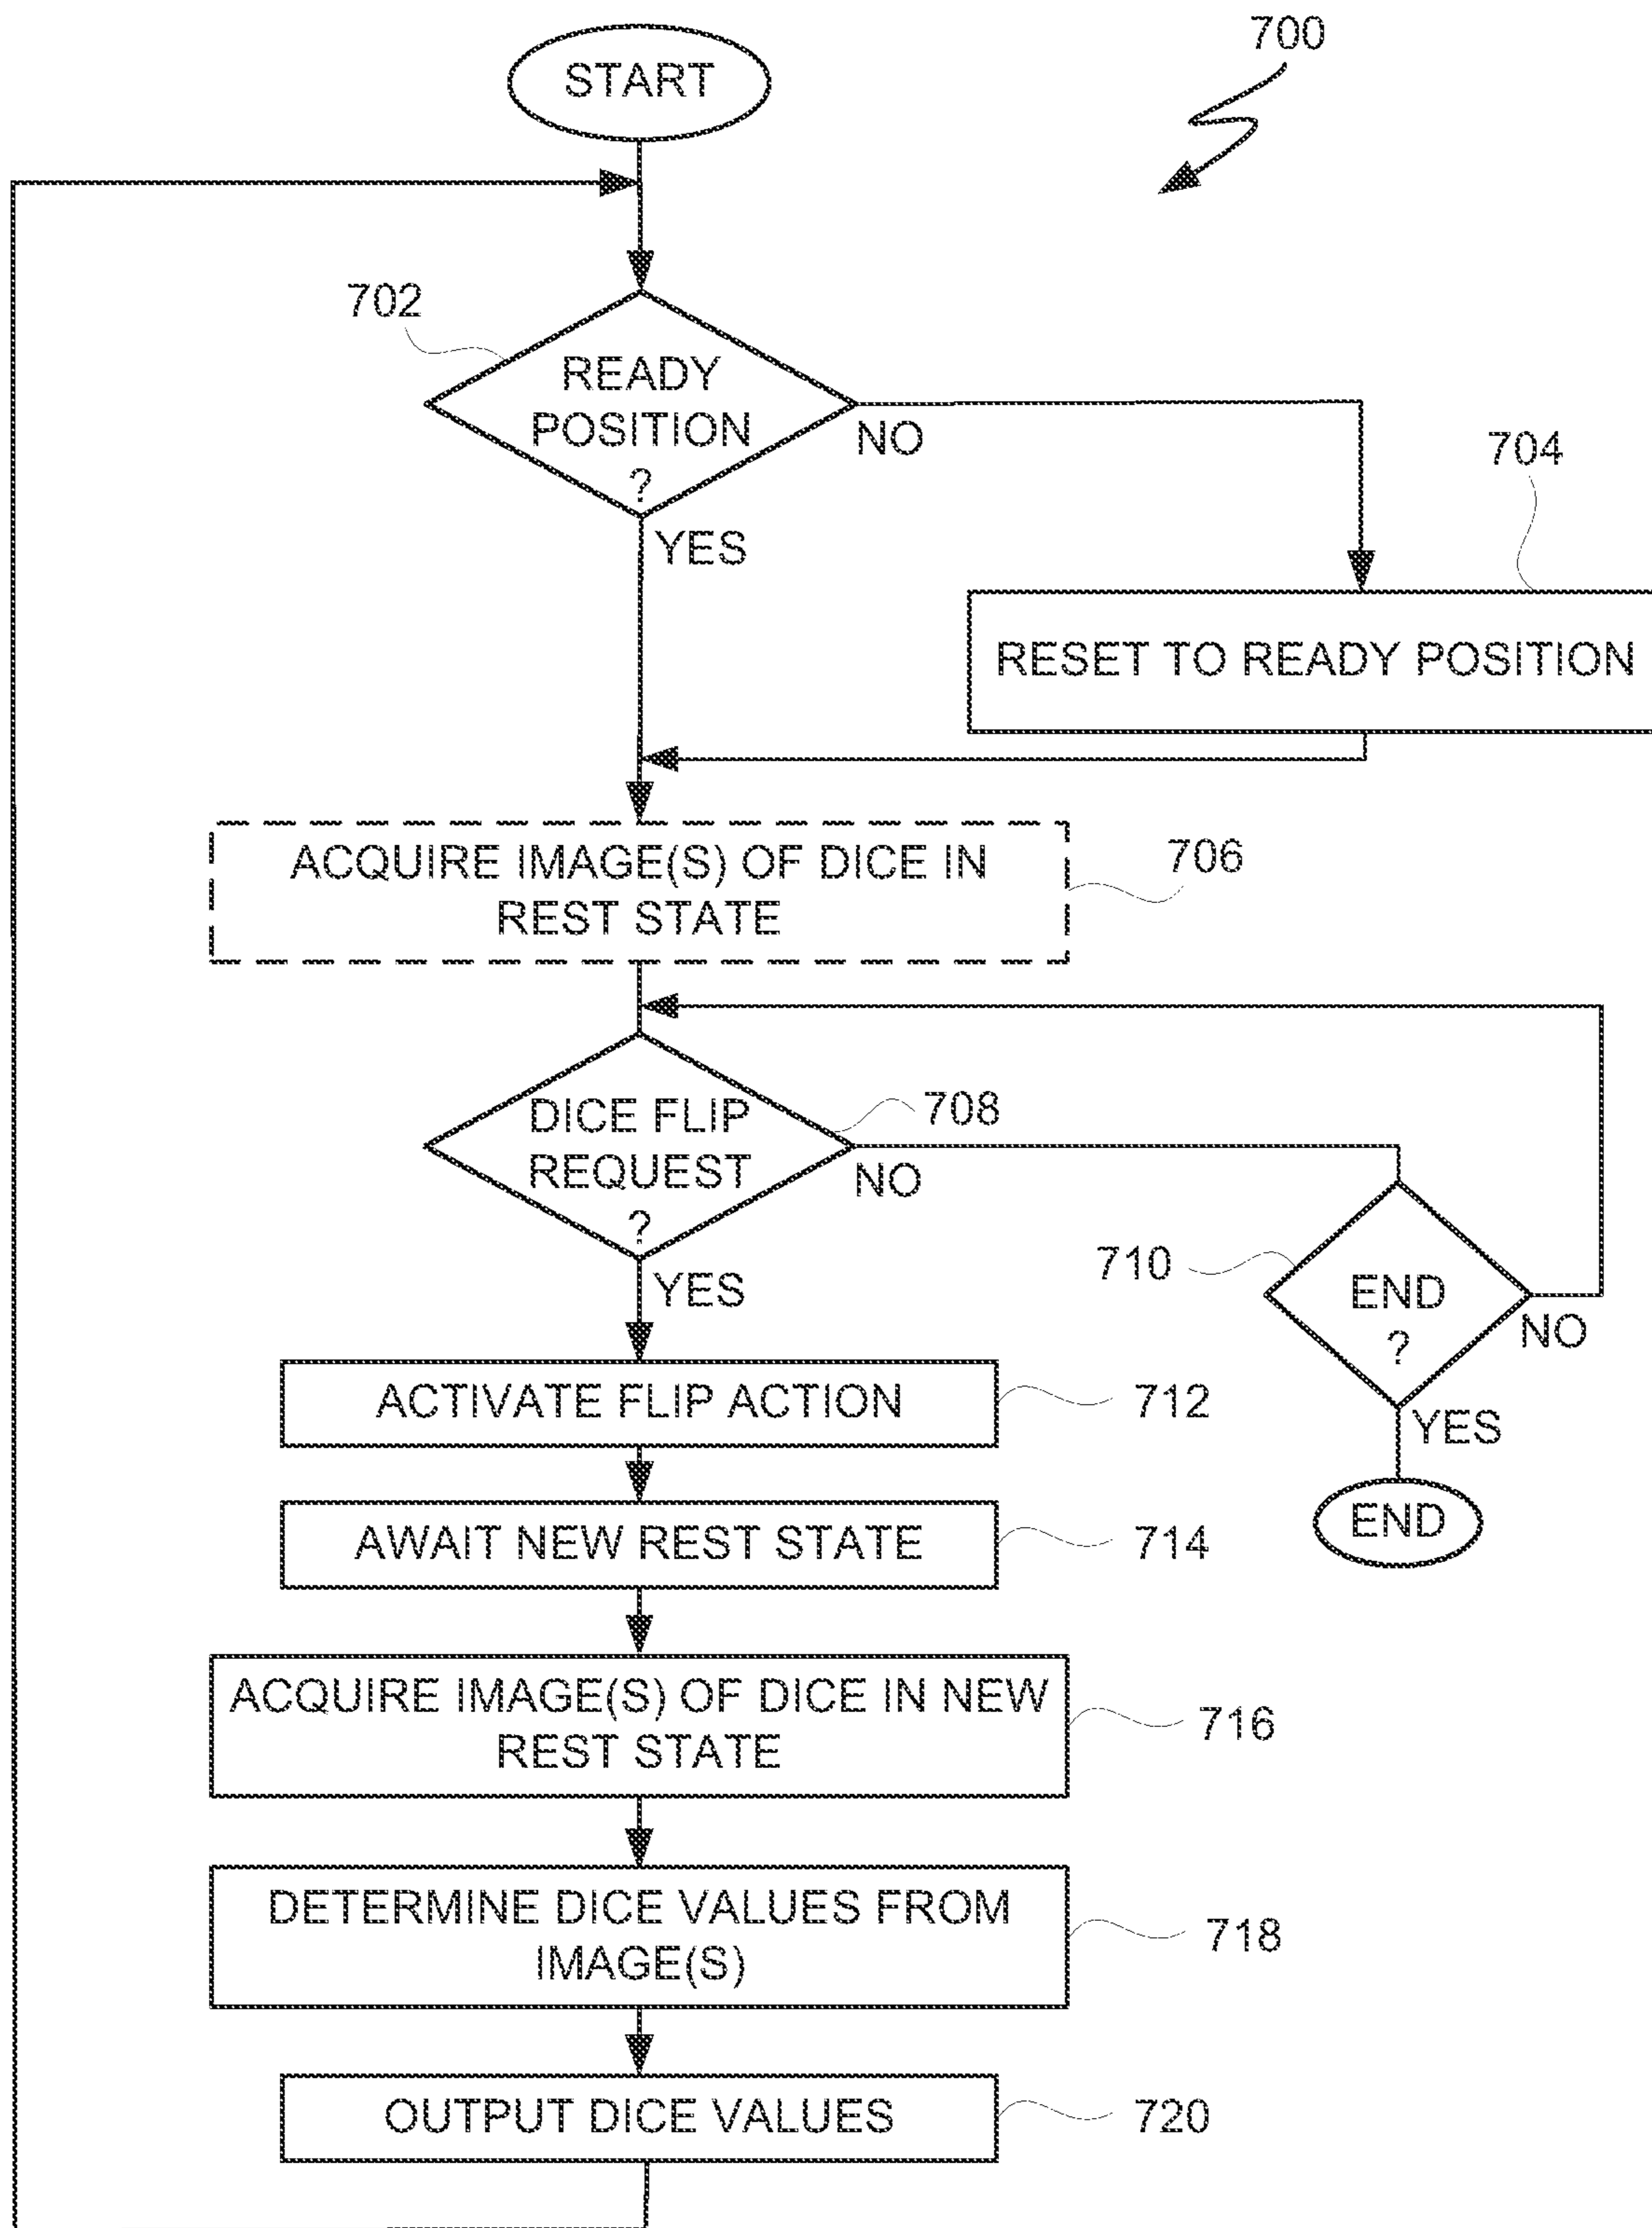 700
START
702
READY
POSITION
?
NO
YES
704
RESET TO READY POSITION
ACQUIRE IMAGE(S) OF DICE IN
REST STATE
706
DICE FLIP
REQUEST
?
708
NO
YES
710
END
?
NO
YES
END
ACTIVATE FLIP ACTION
712
AWAIT NEW REST STATE
714
ACQUIRE IMAGE(S) OF DICE IN NEW
REST STATE
716
DETERMINE DICE VALUES FROM
IMAGE(S)
718
OUTPUT DICE VALUES
720